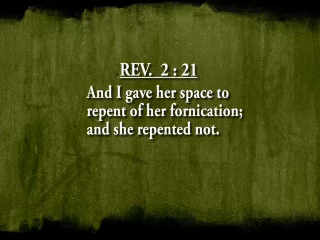 REV. 2 : 21
And I gave her space to
repent of her fornication;
and she repented not.